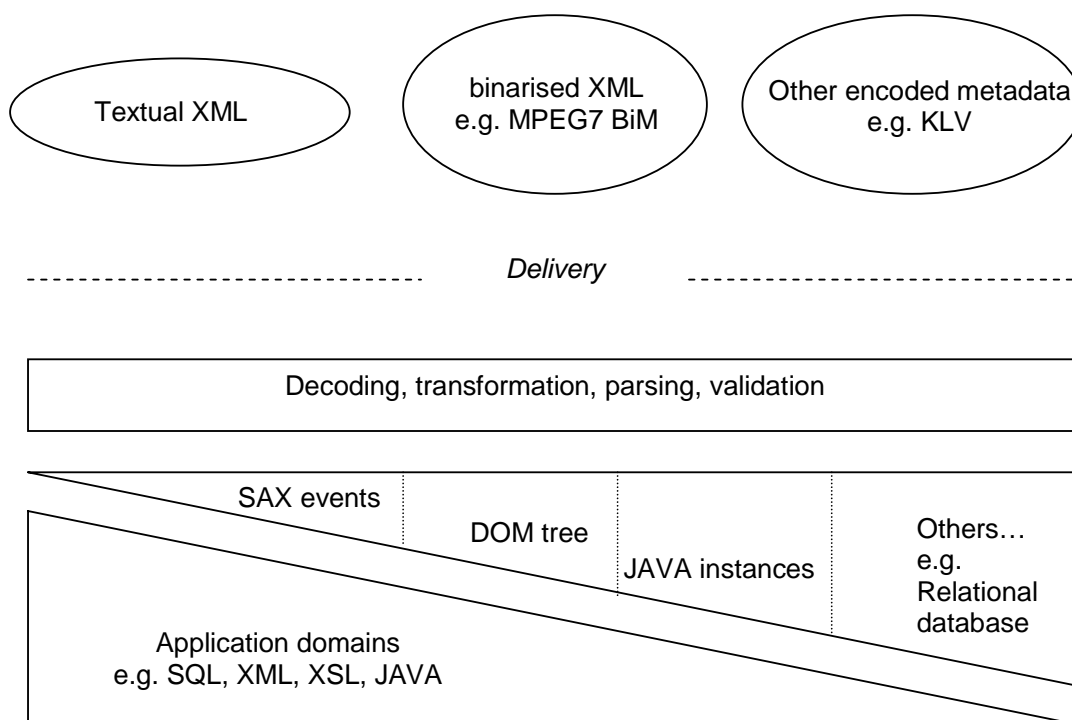 Textual XML
binarised XML
e.g. MPEG7 BiM
Other encoded metadata
e.g. KLV
Delivery
Decoding, transformation, parsing, validation
SAX events
DOM tree
JAVA instances
Others…
e.g.
Relational
database
Application domains
e.g. SQL, XML, XSL, JAVA